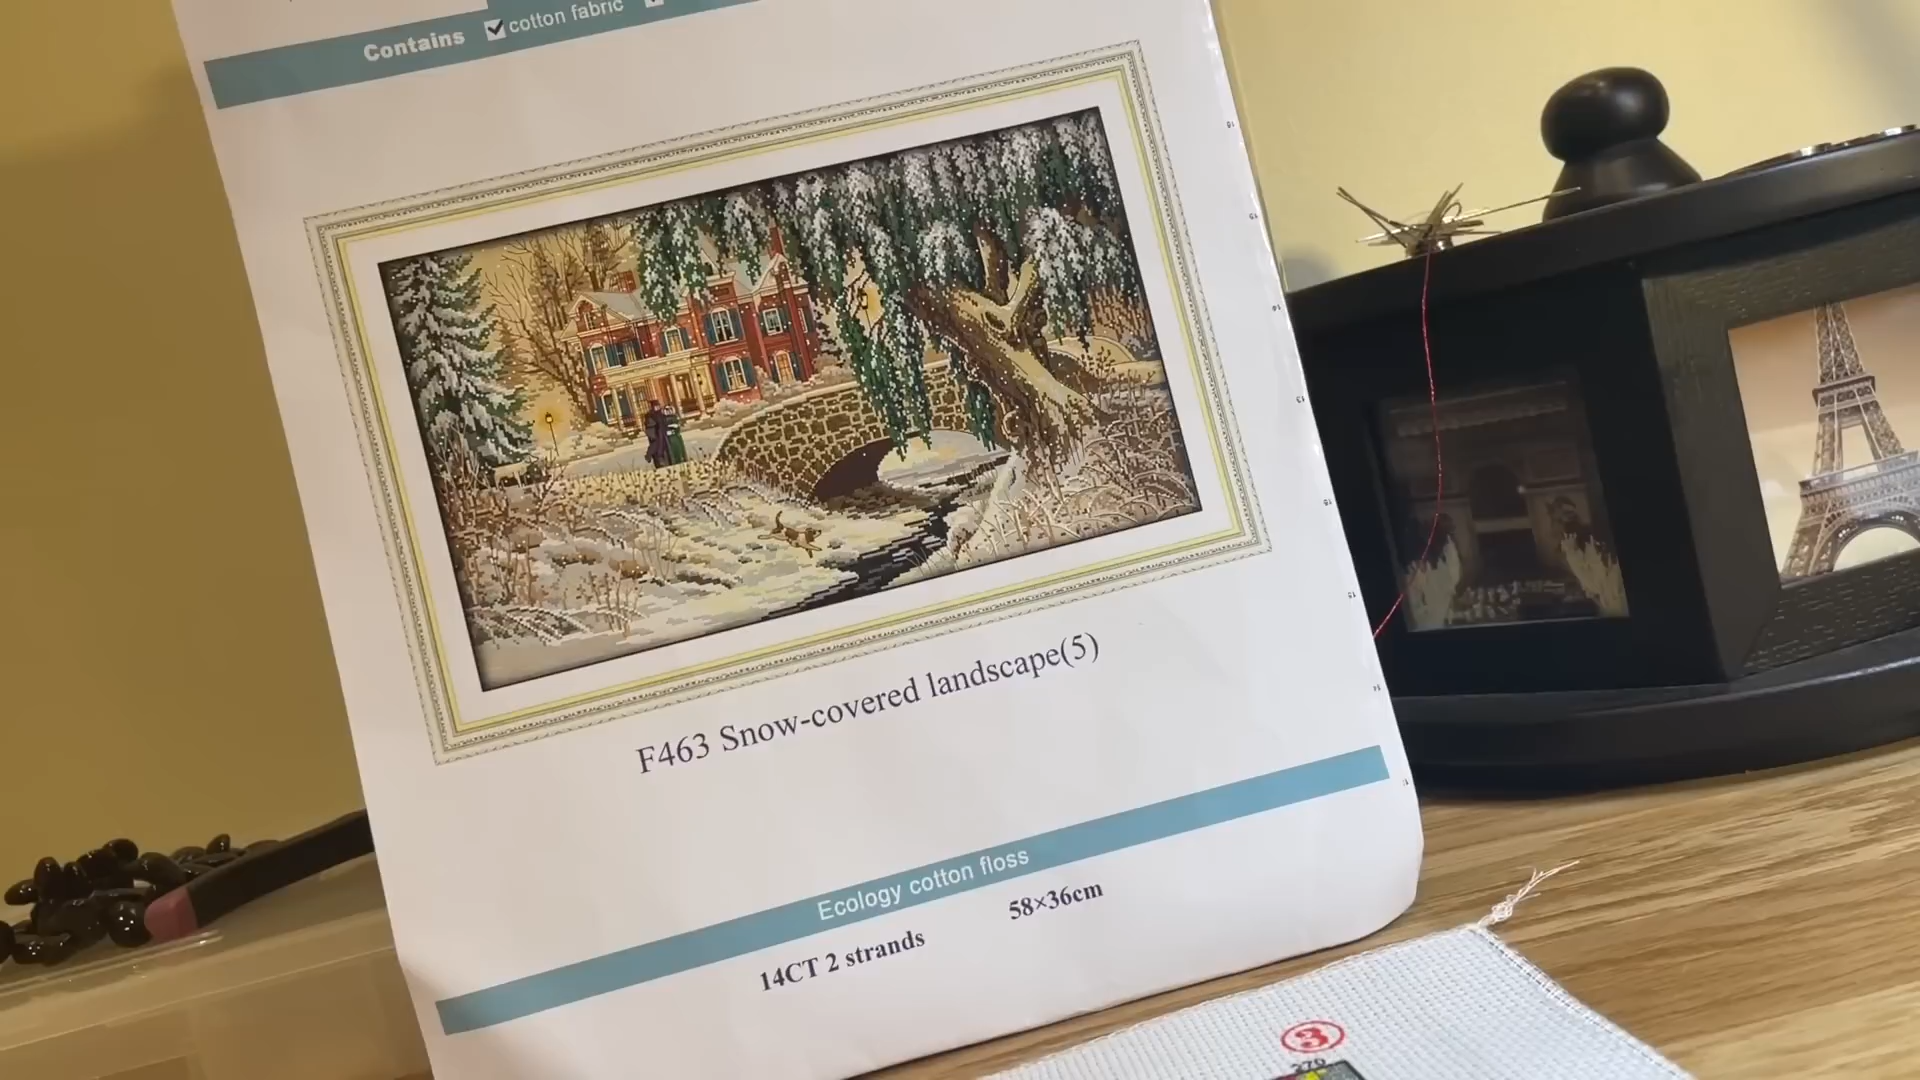 Contains cotton fabric
F463 Snow-covered landscape(5)
Ecology cotton floss
14CT 2 strands 58×36cm
3